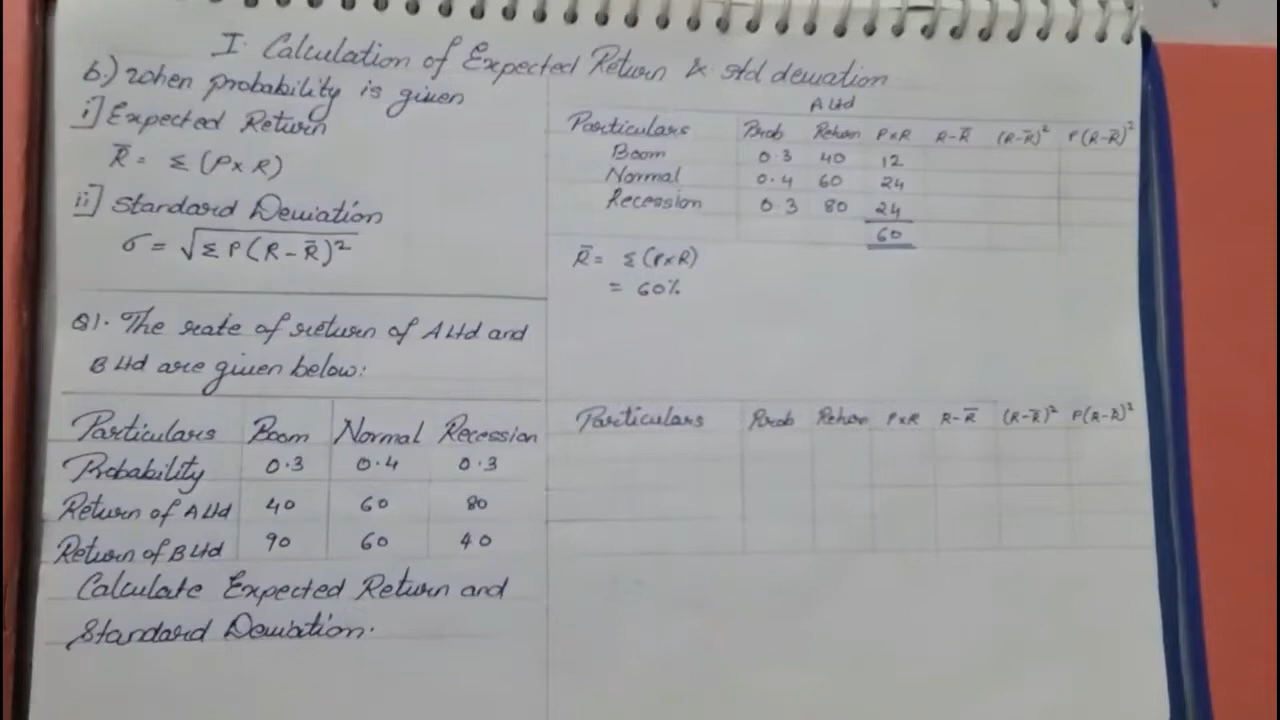 I. Calculation of Expected Return & std deviation
b.) When probability is given
i] Expected Return
R̅ = Σ (P x R)
ii] Standard Deviation
σ = √Σ P(R-R̅)²
Q1. The rate of return of A Ltd and
B Ltd are given below:
Particulars Boom Normal Recession
Probability 0.3 0.4 0.3
Return of A Ltd 40 60 80
Return of B Ltd 90 60 40
Calculate Expected Return and
Standard Deviation.
A Ltd
Particulars Prob Return PxR R-R̅ (R-R̅)² P(R-R̅)²
Boom 0.3 40 12
Normal 0.4 60 24
Recession 0.3 80 24
60
R̅ = Σ(PxR)
= 60%
Particulars Prob Return PxR R-R̅ (R-R̅)² P(R-R̅)²